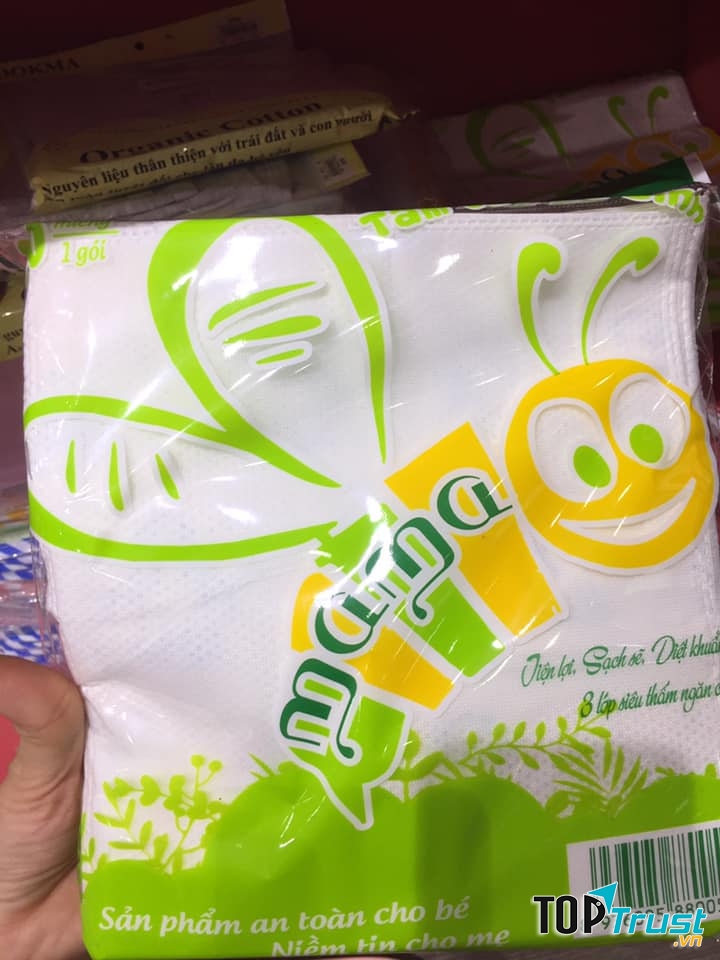 OOKMA
Organic Cotton
Nguyên liệu thân thiện với trái đất và con người
miếng
1 gói
mama
Tiện lợi, Sạch sẽ, Diệt khuẩn
8 lớp siêu thấm ngăn
Sản phẩm an toàn cho bé
Niềm tin cho mẹ
TOPTrust
.vn